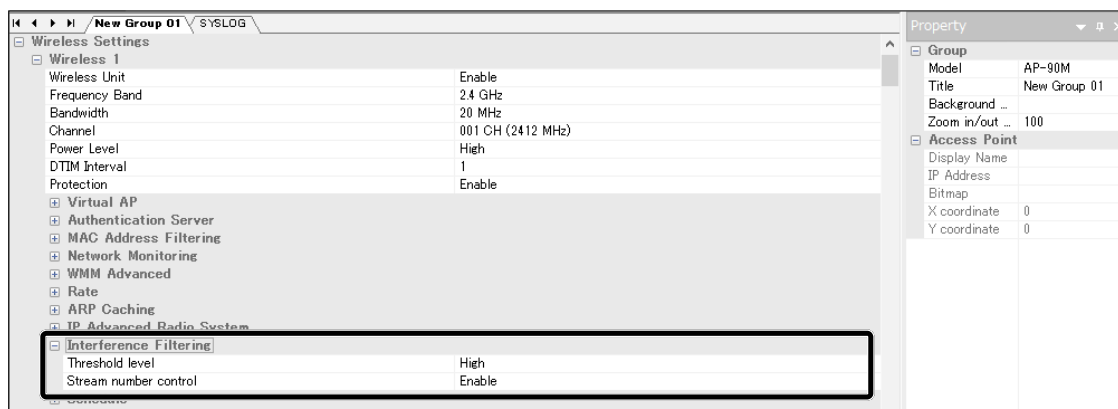 New Group 01 SYSLOG
Wireless Settings
Wireless 1
Wireless Unit Enable
Frequency Band 2.4 GHz
Bandwidth 20 MHz
Channel 001 CH (2412 MHz)
Power Level High
DTIM Interval 1
Protection Enable
Virtual AP
Authentication Server
MAC Address Filtering
Network Monitoring
WMM Advanced
Rate
ARP Caching
IP Advanced Radio System
Interference Filtering
Threshold level High
Stream number control Enable
Schedule
Property
Group
Model AP-90M
Title New Group 01
Background ...
Zoom in/out ... 100
Access Point
Display Name
IP Address
Bitmap
X coordinate 0
Y coordinate 0